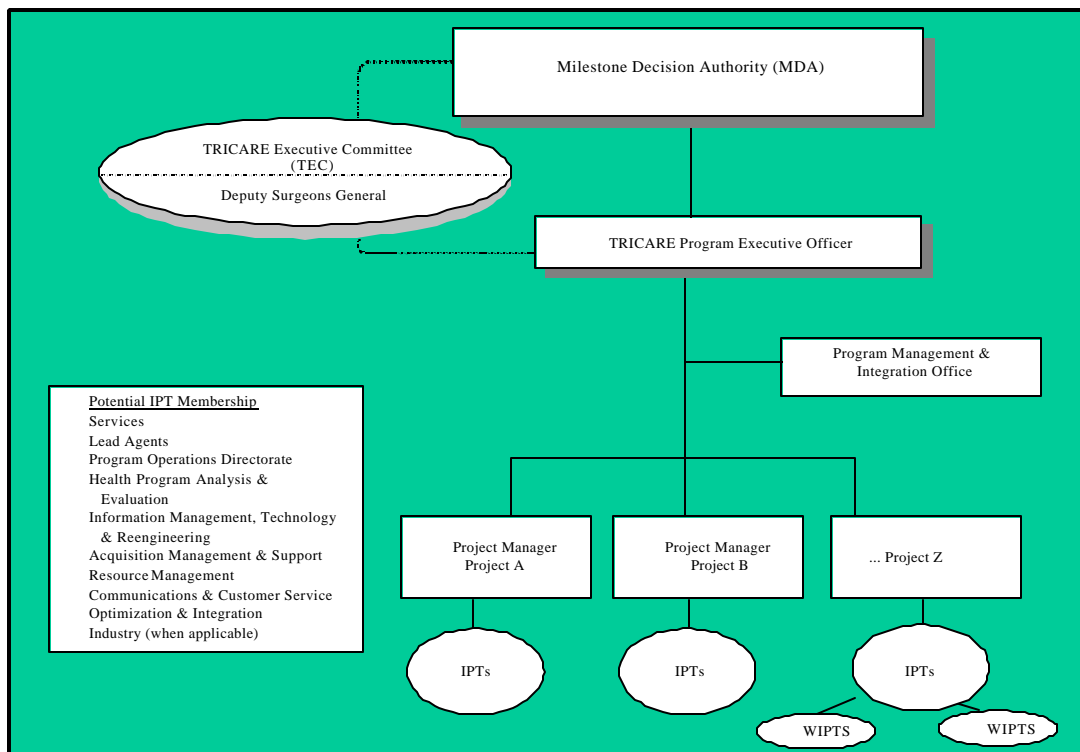 Milestone Decision Authority (MDA)
TRICARE Executive Committee
(TEC)
Deputy Surgeons General
TRICARE Program Executive Officer
Program Management &
Integration Office
Potential IPT Membership
Services
Lead Agents
Program Operations Directorate
Health Program Analysis &
Evaluation
Information Management, Technology
& Reengineering
Acquisition Management & Support
Resource Management
Communications & Customer Service
Optimization & Integration
Industry (when applicable)
Project Manager
Project A
Project Manager
Project B
... Project Z
IPTs
IPTs
IPTs
WIPTS
WIPTS